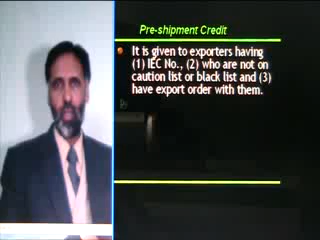 Pre-shipment Credit
It is given to exporters having
(1) IEC No., (2) who are not on
caution list or black list and (3)
have export order with them.